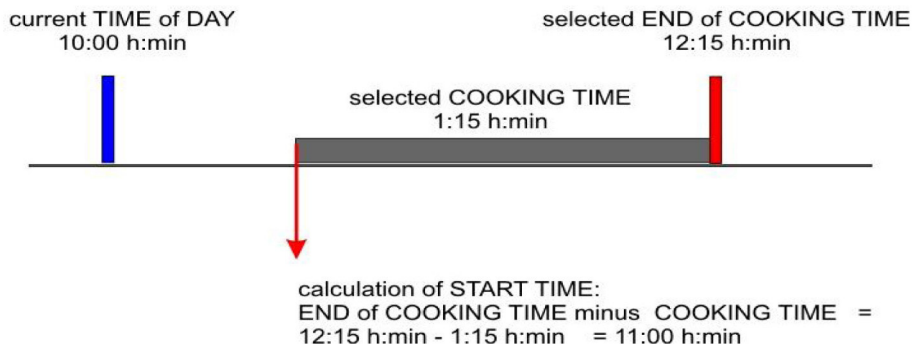 current TIME of DAY
10:00 h:min
selected END of COOKING TIME
12:15 h:min
selected COOKING TIME
1:15 h:min
calculation of START TIME:
END of COOKING TIME minus COOKING TIME =
12:15 h:min - 1:15 h:min = 11:00 h:min